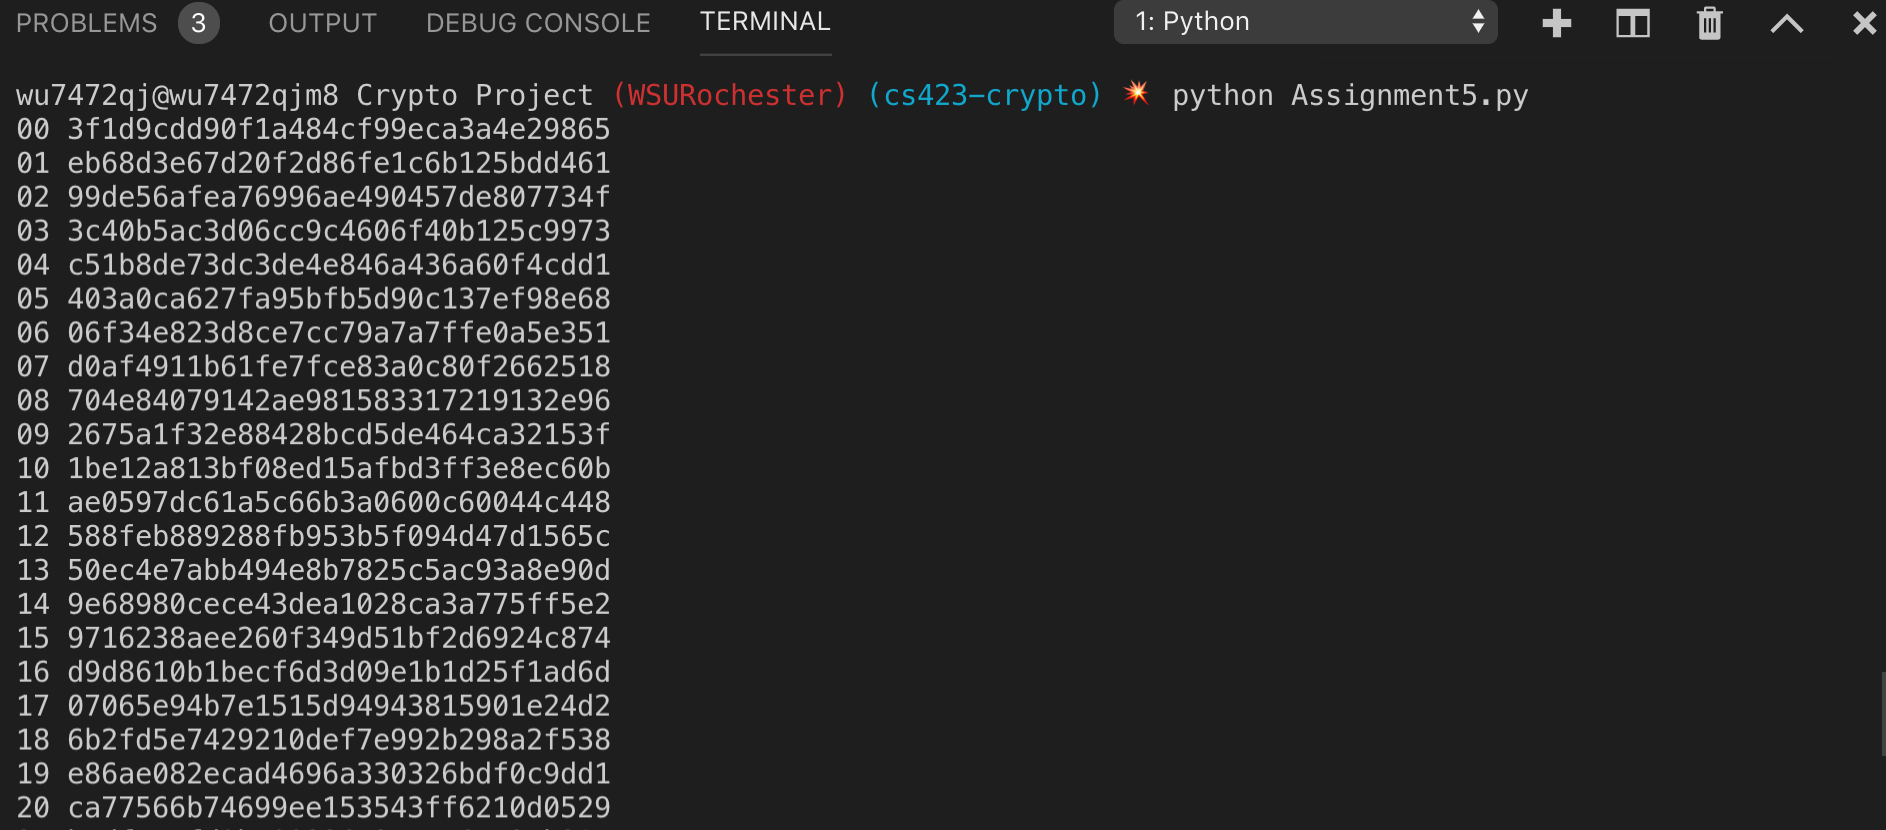 PROBLEMS 3 OUTPUT DEBUG CONSOLE TERMINAL 1: Python
wu7472qj@wu7472qjm8 Crypto Project (WSURochester) (cs423-crypto) 💥 python Assignment5.py
00 3f1d9cdd90f1a484cf99eca3a4e29865
01 eb68d3e67d20f2d86fe1c6b125bdd461
02 99de56afea76996ae490457de807734f
03 3c40b5ac3d06cc9c4606f40b125c9973
04 c51b8de73dc3de4e846a436a60f4cdd1
05 403a0ca627fa95bfb5d90c137ef98e68
06 06f34e823d8ce7cc79a7a7ffe0a5e351
07 d0af4911b61fe7fce83a0c80f2662518
08 704e84079142ae981583317219132e96
09 2675a1f32e88428bcd5de464ca32153f
10 1be12a813bf08ed15afbd3ff3e8ec60b
11 ae0597dc61a5c66b3a0600c60044c448
12 588feb889288fb953b5f094d47d1565c
13 50ec4e7abb494e8b7825c5ac93a8e90d
14 9e68980cece43dea1028ca3a775ff5e2
15 9716238aee260f349d51bf2d6924c874
16 d9d8610b1becf6d3d09e1b1d25f1ad6d
17 07065e94b7e1515d94943815901e24d2
18 6b2fd5e7429210def7e992b298a2f538
19 e86ae082ecad4696a330326bdf0c9dd1
20 ca77566b74699ee153543ff6210d0529